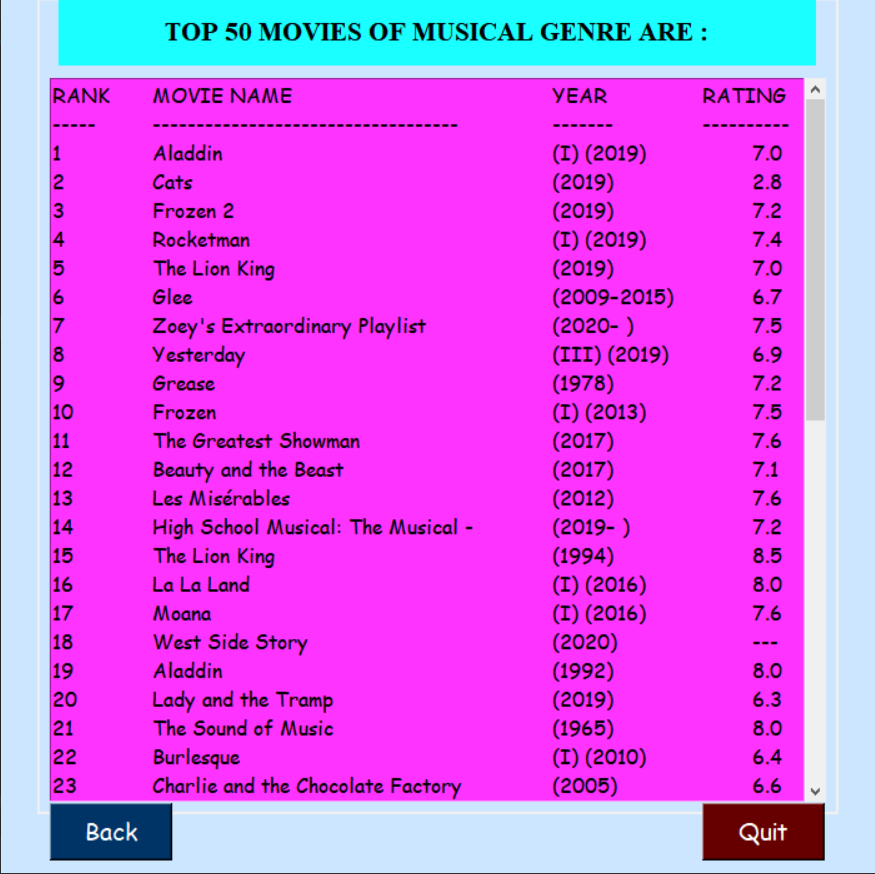 TOP 50 MOVIES OF MUSICAL GENRE ARE :
RANK MOVIE NAME YEAR RATING
----- ---------------------------------- ------- ----------
1 Aladdin (I) (2019) 7.0
2 Cats (2019) 2.8
3 Frozen 2 (2019) 7.2
4 Rocketman (I) (2019) 7.4
5 The Lion King (2019) 7.0
6 Glee (2009-2015) 6.7
7 Zoey's Extraordinary Playlist (2020- ) 7.5
8 Yesterday (III) (2019) 6.9
9 Grease (1978) 7.2
10 Frozen (I) (2013) 7.5
11 The Greatest Showman (2017) 7.6
12 Beauty and the Beast (2017) 7.1
13 Les Misérables (2012) 7.6
14 High School Musical: The Musical - (2019- ) 7.2
15 The Lion King (1994) 8.5
16 La La Land (I) (2016) 8.0
17 Moana (I) (2016) 7.6
18 West Side Story (2020) ---
19 Aladdin (1992) 8.0
20 Lady and the Tramp (2019) 6.3
21 The Sound of Music (1965) 8.0
22 Burlesque (I) (2010) 6.4
23 Charlie and the Chocolate Factory (2005) 6.6
Back Quit